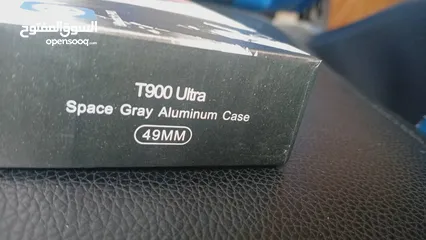 السوق المفتوح
opensooq.com
T900 Ultra
Space Gray Aluminum Case
49MM